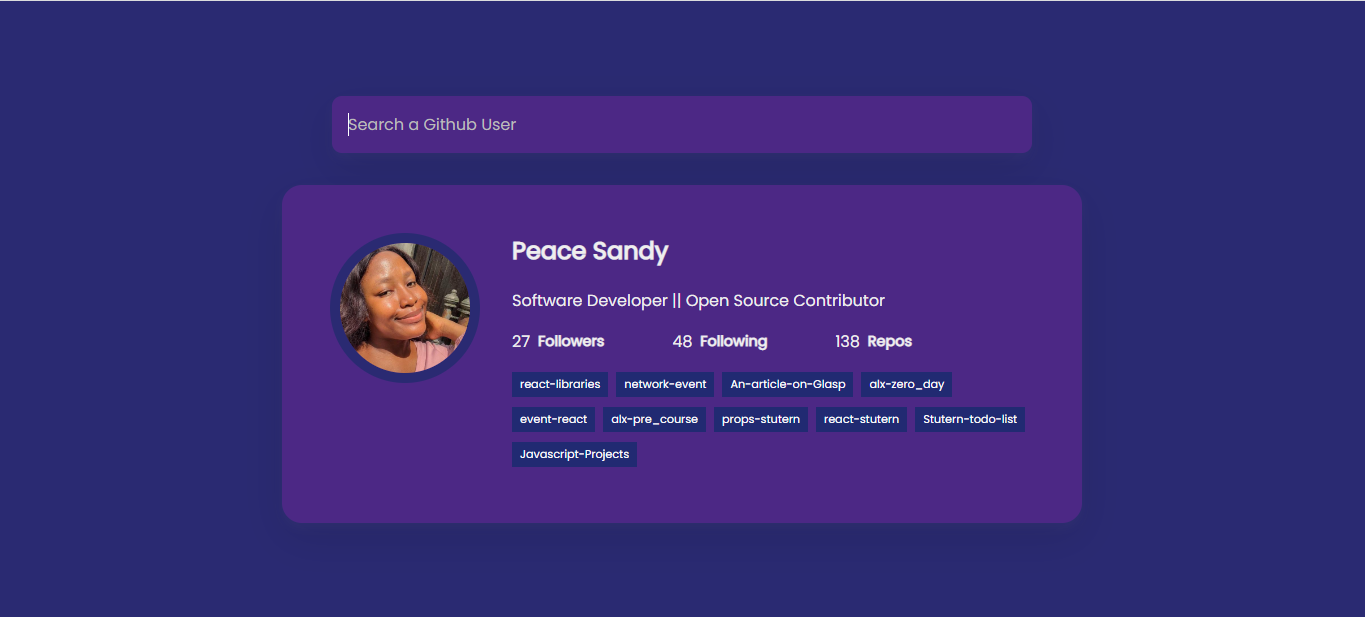 Search a Github User
Peace Sandy
Software Developer || Open Source Contributor
27 Followers 48 Following 138 Repos
react-libraries network-event An-article-on-Glasp alx-zero_day
event-react alx-pre_course props-stutern react-stutern Stutern-todo-list
Javascript-Projects